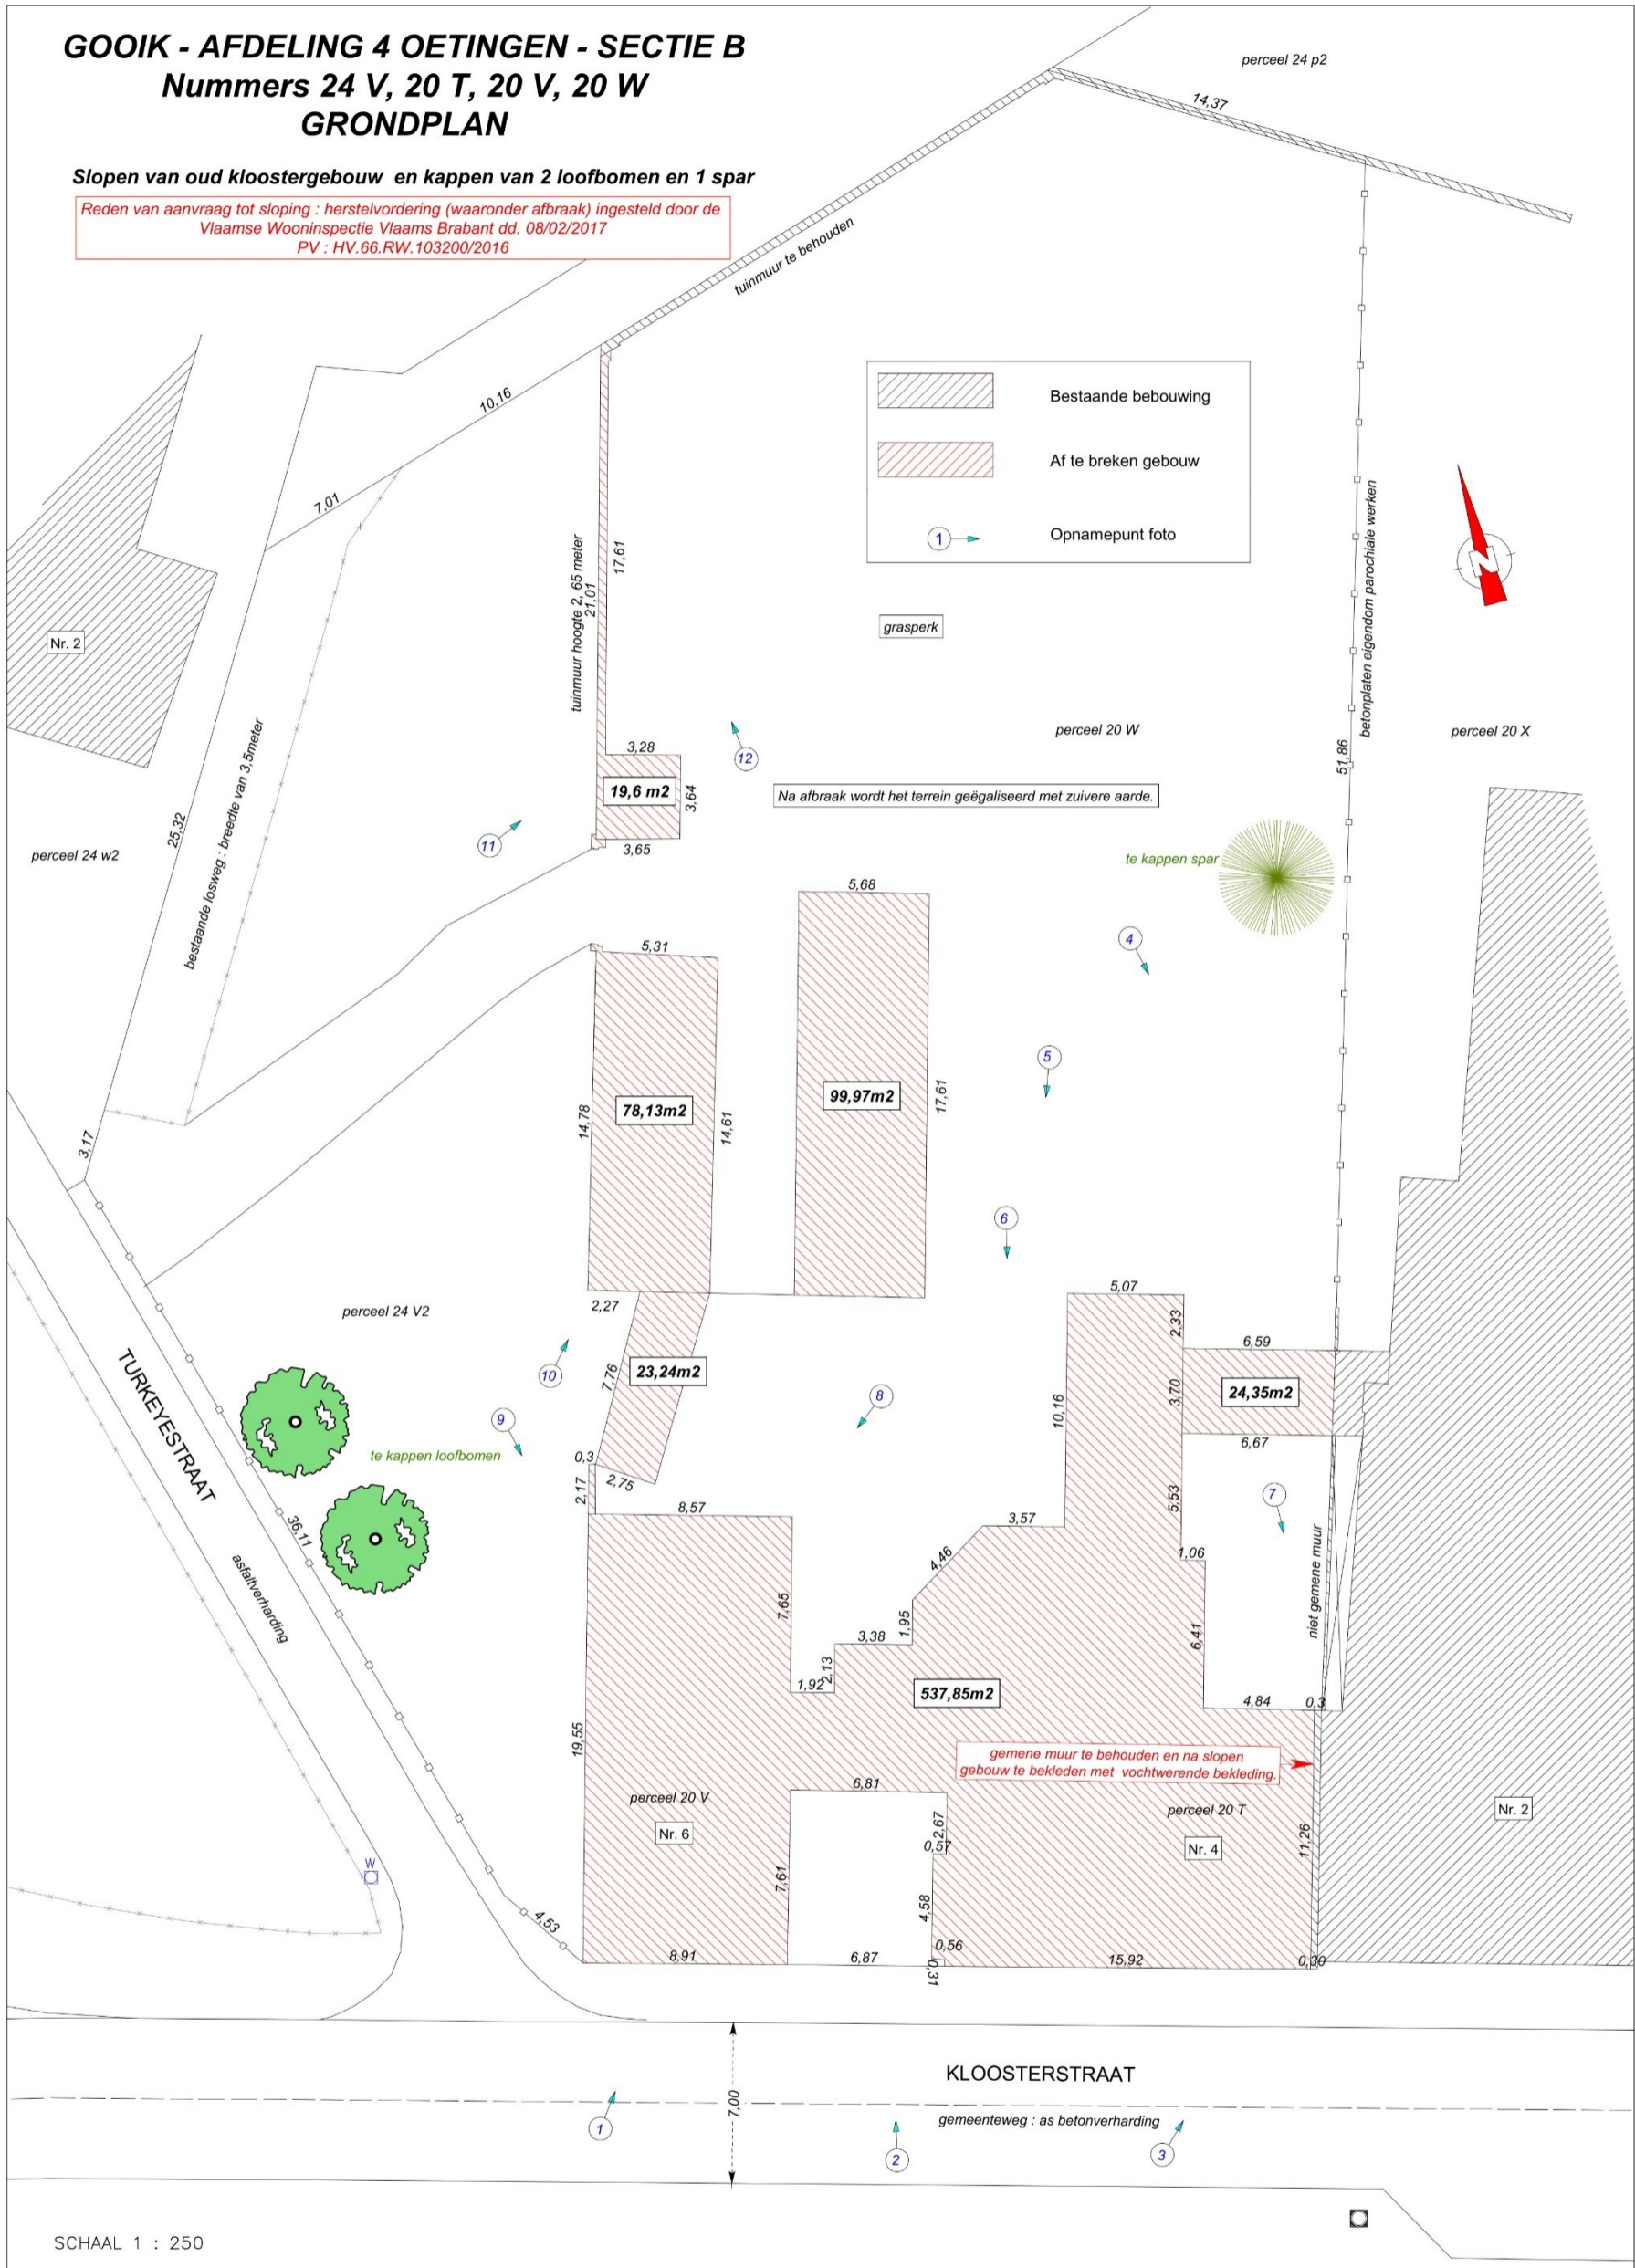 GOOIK - AFDELING 4 OETINGEN - SECTIE B
Nummers 24 V, 20 T, 20 V, 20 W
GRONDPLAN
Slopen van oud kloostergebouw en kappen van 2 loofbomen en 1 spar
Reden van aanvraag tot sloping : herstelvordering (waaronder afbraak) ingesteld door de
Vlaamse Wooninspectie Vlaams Brabant dd. 08/02/2017
PV : HV.66.RW.103200/2016
perceel 24 p2
14,37
tuinmuur te behouden
10,16
7,01
Bestaande bebouwing
Af te breken gebouw
1
Opnamepunt foto
N
betonplaten eigendom parochiale werken
51,86
tuinmuur hoogte 2, 65 meter
21,01
17,61
grasperk
Nr. 2
perceel 20 W
perceel 20 X
12
3,28
19,6 m2
3,64
3,65
Na afbraak wordt het terrein geëgaliseerd met zuivere aarde.
11
25,32
bestaande losweg : breedte van 3,5meter
perceel 24 w2
te kappen spar
4
5,68
5,31
5
99,97m2
17,61
78,13m2
14,78
14,61
3,17
6
5,07
2,33
2,27
perceel 24 V2
6,59
10
7,76
23,24m2
24,35m2
3,70
8
9
10,16
TURKEYESTRAAT
te kappen loofbomen
6,67
0,3
2,75
2,17
7
5,53
8,57
3,57
36,11
4,46
1,06
niet gemene muur
asfaltverharding
7,65
1,95
3,38
6,41
2,13
1,92
537,85m2
4,84
0,3
19,55
gemene muur te behouden en na slopen
gebouw te bekleden met vochtwerende bekleding.
6,81
perceel 20 V
perceel 20 T
Nr. 2
Nr. 6
2,67
0,57
Nr. 4
11,26
W
7,61
4,58
4,53
8,91
6,87
0,56
0,31
15,92
0,30
KLOOSTERSTRAAT
7,00
gemeenteweg : as betonverharding
1
2
3
SCHAAL 1 : 250